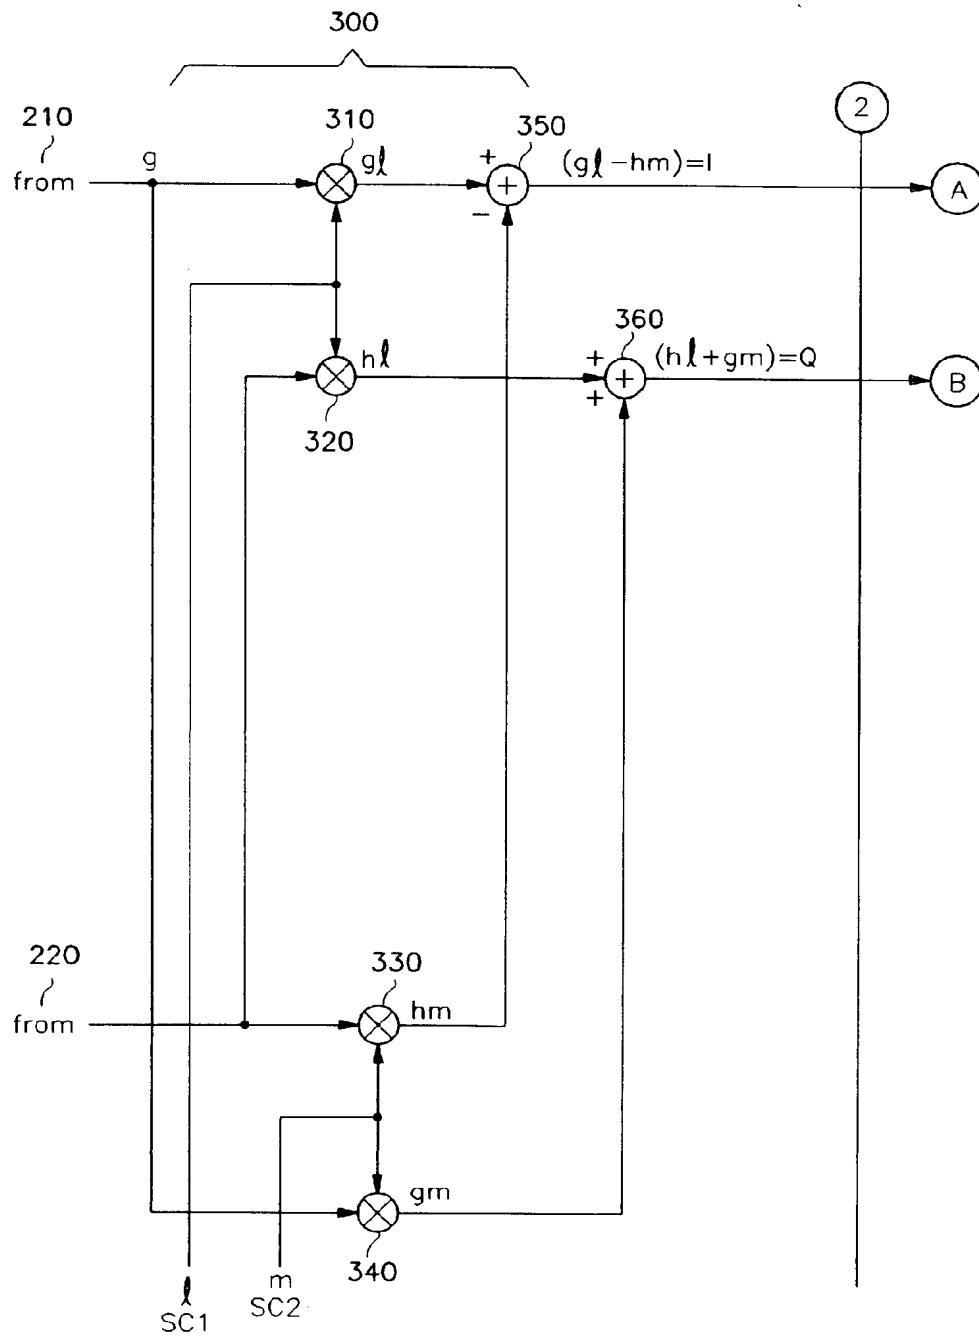 300
2
210
310
350
from
g
gℓ
+
+
−
(gℓ−hm)=I
A
360
hℓ
+
+
+
(hℓ+gm)=Q
B
320
220
330
from
hm
gm
340
ℓ
SC1
m
SC2